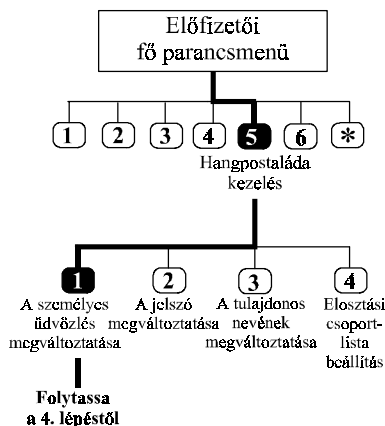 Előfizetői
fő parancsmenü
1 2 3 4 5 6 *
Hangpostaláda
kezelés
1 2 3 4
A személyes
üdvözlés
megváltoztatása
A jelszó
megváltoztatása
A tulajdonos
nevének
megváltoztatása
Elosztási
csoport-
lista
beállítás
Folytassa
a 4. lépéstől